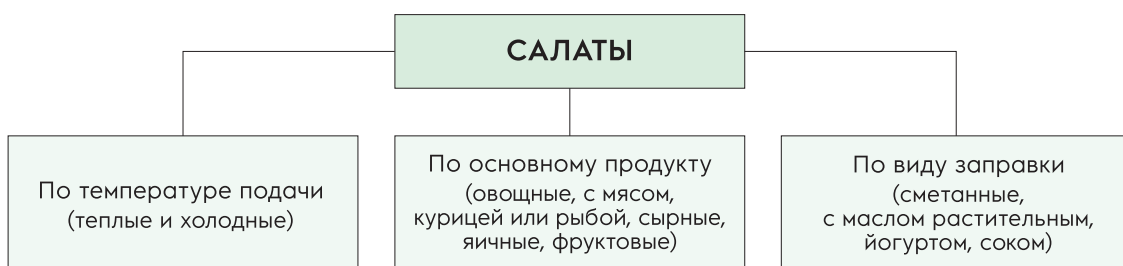 САЛАТЫ
По температуре подачи
(теплые и холодные)
По основному продукту
(овощные, с мясом,
курицей или рыбой, сырные,
яичные, фруктовые)
По виду заправки
(сметанные,
с маслом растительным,
йогуртом, соком)